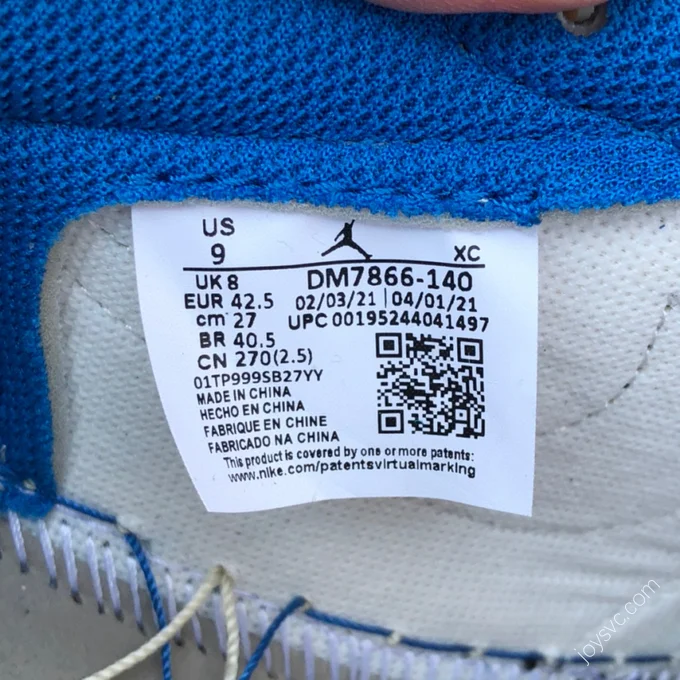 US
9
XC
UK 8
DM7866-140
EUR 42.5
02/03/21 | 04/01/21
cm 27
UPC 00195244041497
BR 40.5
CN 270(2.5)
01TP999SB27YY
MADE IN CHINA
HECHO EN CHINA
FABRIQUE EN CHINE
FABRICADO NA CHINA
This product is covered by one or more patents:
www.nike.com/patentsvirtualmarking
joysvc.com